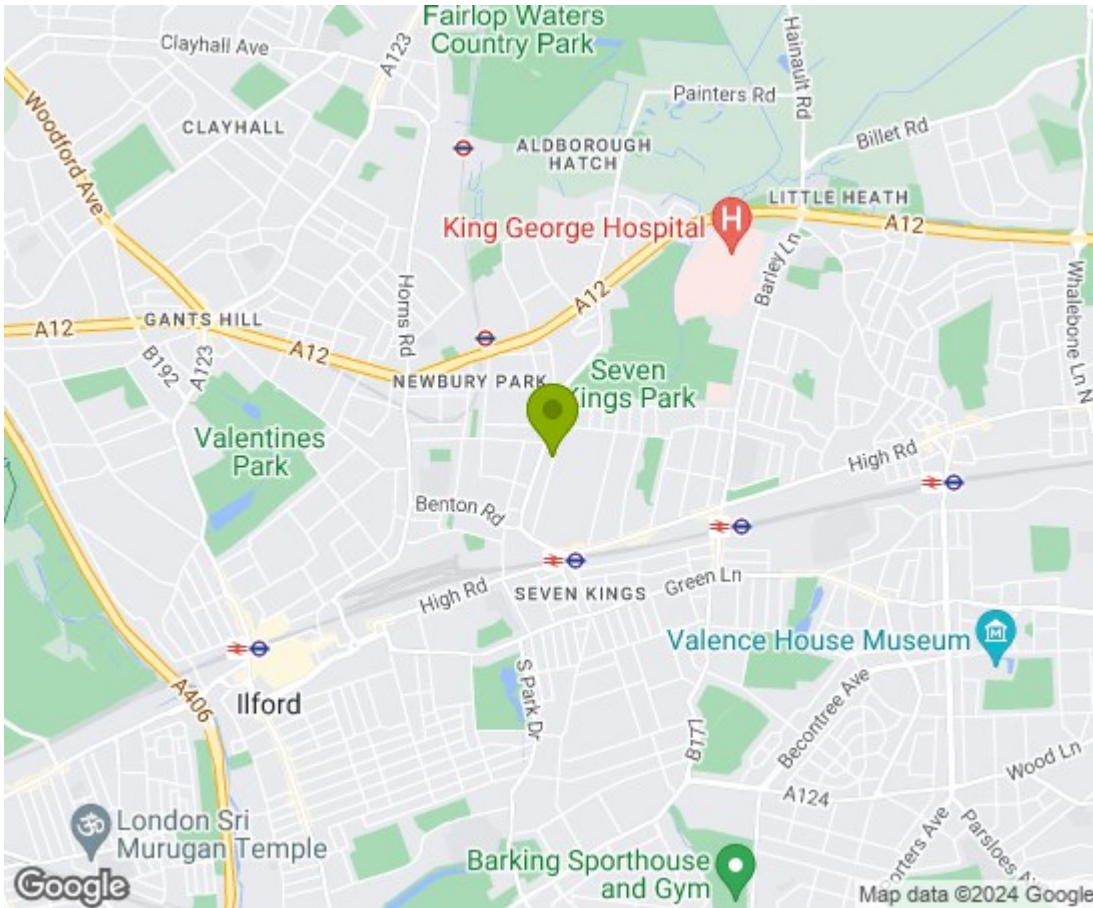 Fairlop Waters
Country Park
Clayhall Ave
A123
Hainault Rd
Painters Rd
CLAYHALL
Woodford Ave
ALDBOROUGH
HATCH
Billet Rd
LITTLE HEATH
King George Hospital
H
A12
Barley Ln
Whalebone Ln N
Horns Rd
A12
GANTS HILL
A12
A12
B192
A123
NEWBURY PARK
Seven
Kings Park
Valentines
Park
High Rd
Benton Rd
High Rd
SEVEN KINGS
Green Ln
Valence House Museum
M
Ilford
A406
S Park Dr
B171
Becontree Ave
Wood Ln
A124
London Sri
Murugan Temple
Parsloes
Barking Sporthouse
and Gym
Google
Map data ©2024 Google